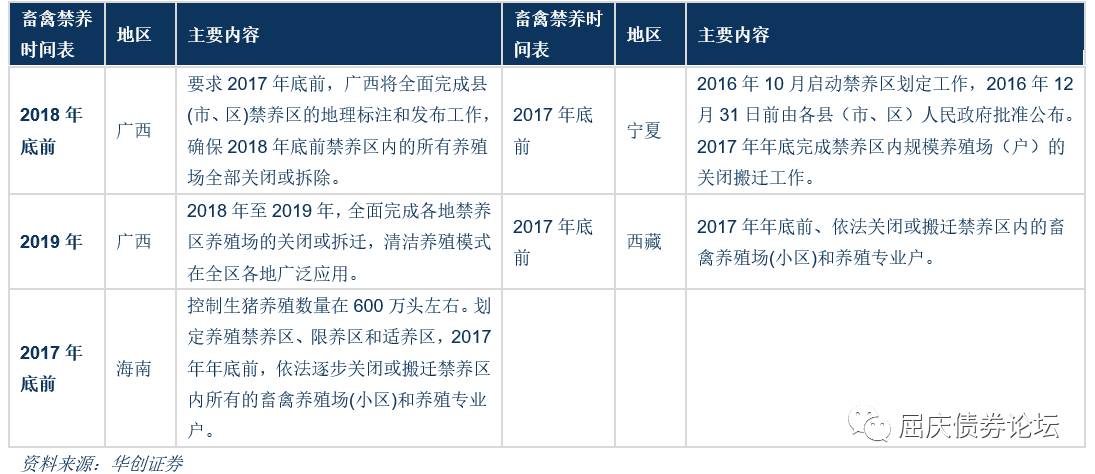 畜禽禁养时间表
地区
主要内容
畜禽禁养时间表
地区
主要内容
2018 年底前
广西
要求 2017 年底前，广西将全面完成县
(市、区)禁养区的地理标注和发布工作，
确保 2018 年底前禁养区内的所有养殖
场全部关闭或拆除。
2017 年底前
宁夏
2016 年 10 月启动禁养区划定工作，2016 年 12
月 31 日前由各县（市、区）人民政府批准公布。
2017 年年底完成禁养区内规模养殖场（户）的
关闭搬迁工作。
2019 年
广西
2018 年至 2019 年，全面完成各地禁养
区养殖场的关闭或拆迁，清洁养殖模式
在全区各地广泛应用。
2017 年底前
西藏
2017 年年底前、依法关闭或搬迁禁养区内的畜
禽养殖场(小区)和养殖专业户。
2017 年底前
海南
控制生猪养殖数量在 600 万头左右。划
定养殖禁养区、限养区和适养区，2017
年年底前，依法逐步关闭或搬迁禁养区
内所有的畜禽养殖场(小区)和养殖专业
户。
屈庆债券论坛
资料来源：华创证券